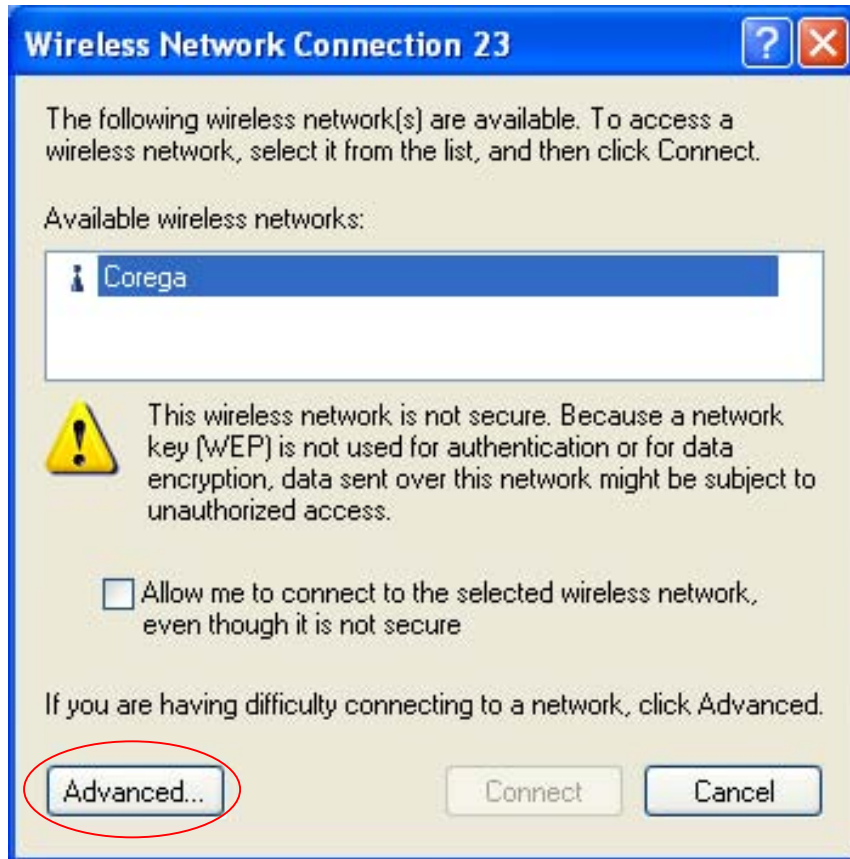 Wireless Network Connection 23
The following wireless network(s) are available. To access a
wireless network, select it from the list, and then click Connect.
Available wireless networks:
Corega
This wireless network is not secure. Because a network
key (WEP) is not used for authentication or for data
encryption, data sent over this network might be subject to
unauthorized access.
Allow me to connect to the selected wireless network,
even though it is not secure
If you are having difficulty connecting to a network, click Advanced.
Advanced... Connect Cancel